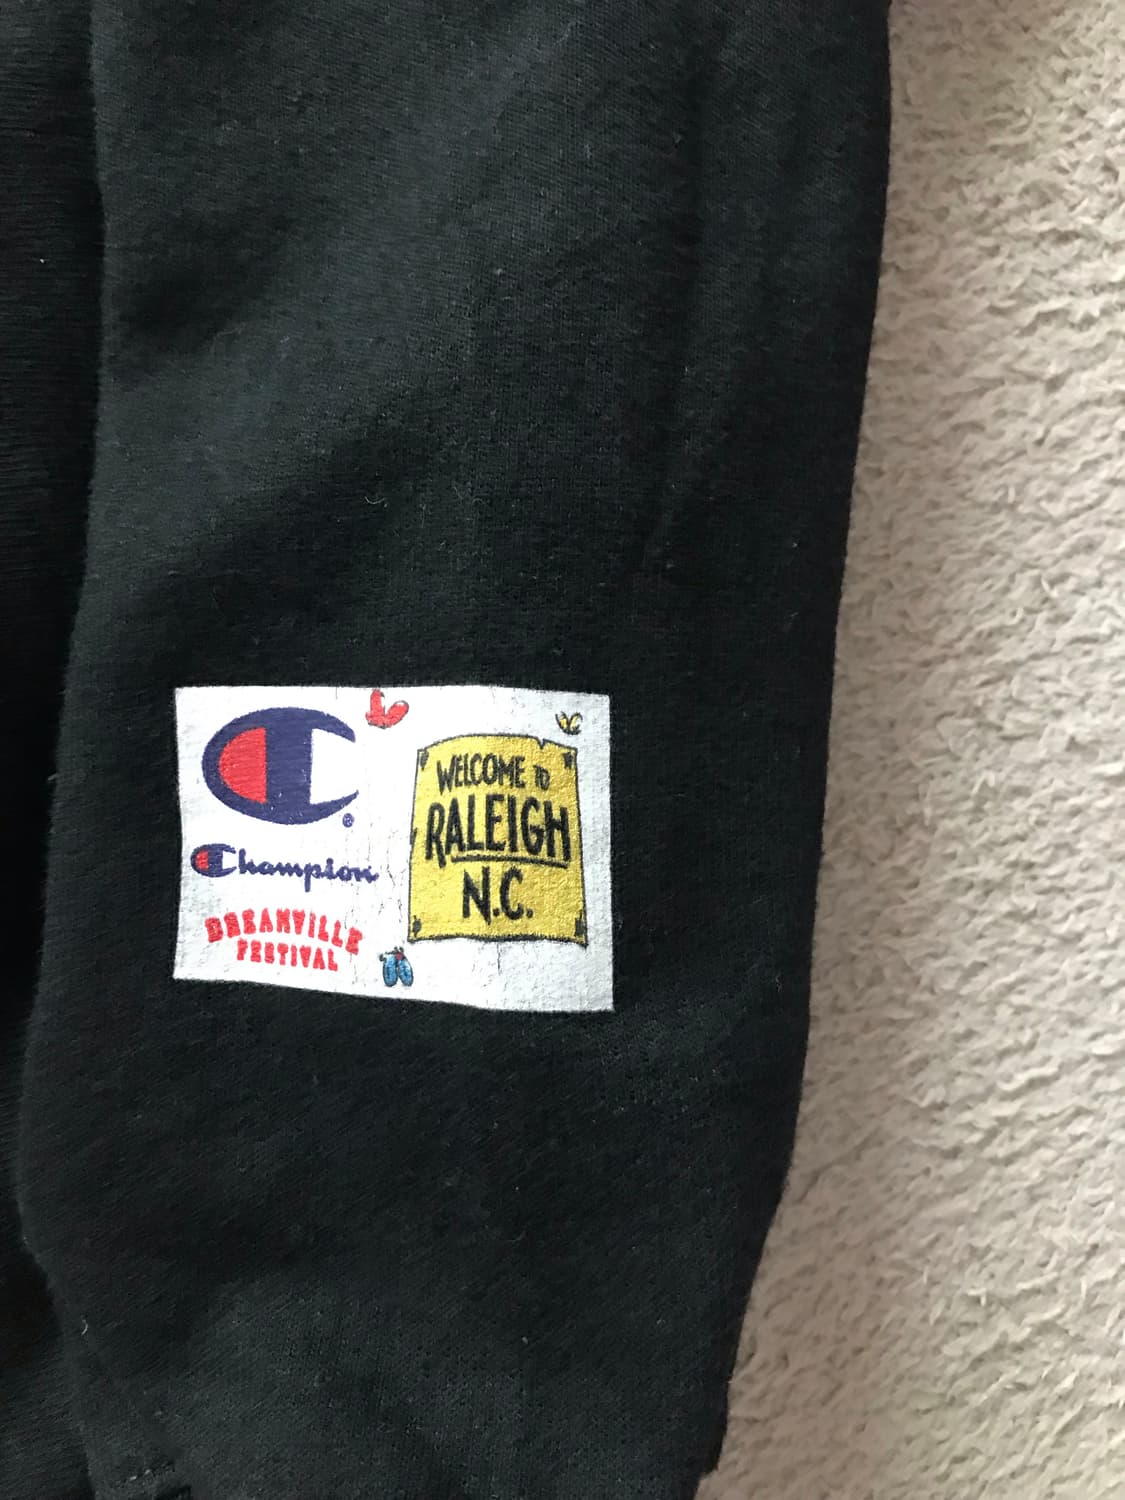 Champion
DREAMVILLE
FESTIVAL
WELCOME TO
RALEIGH
N.C.